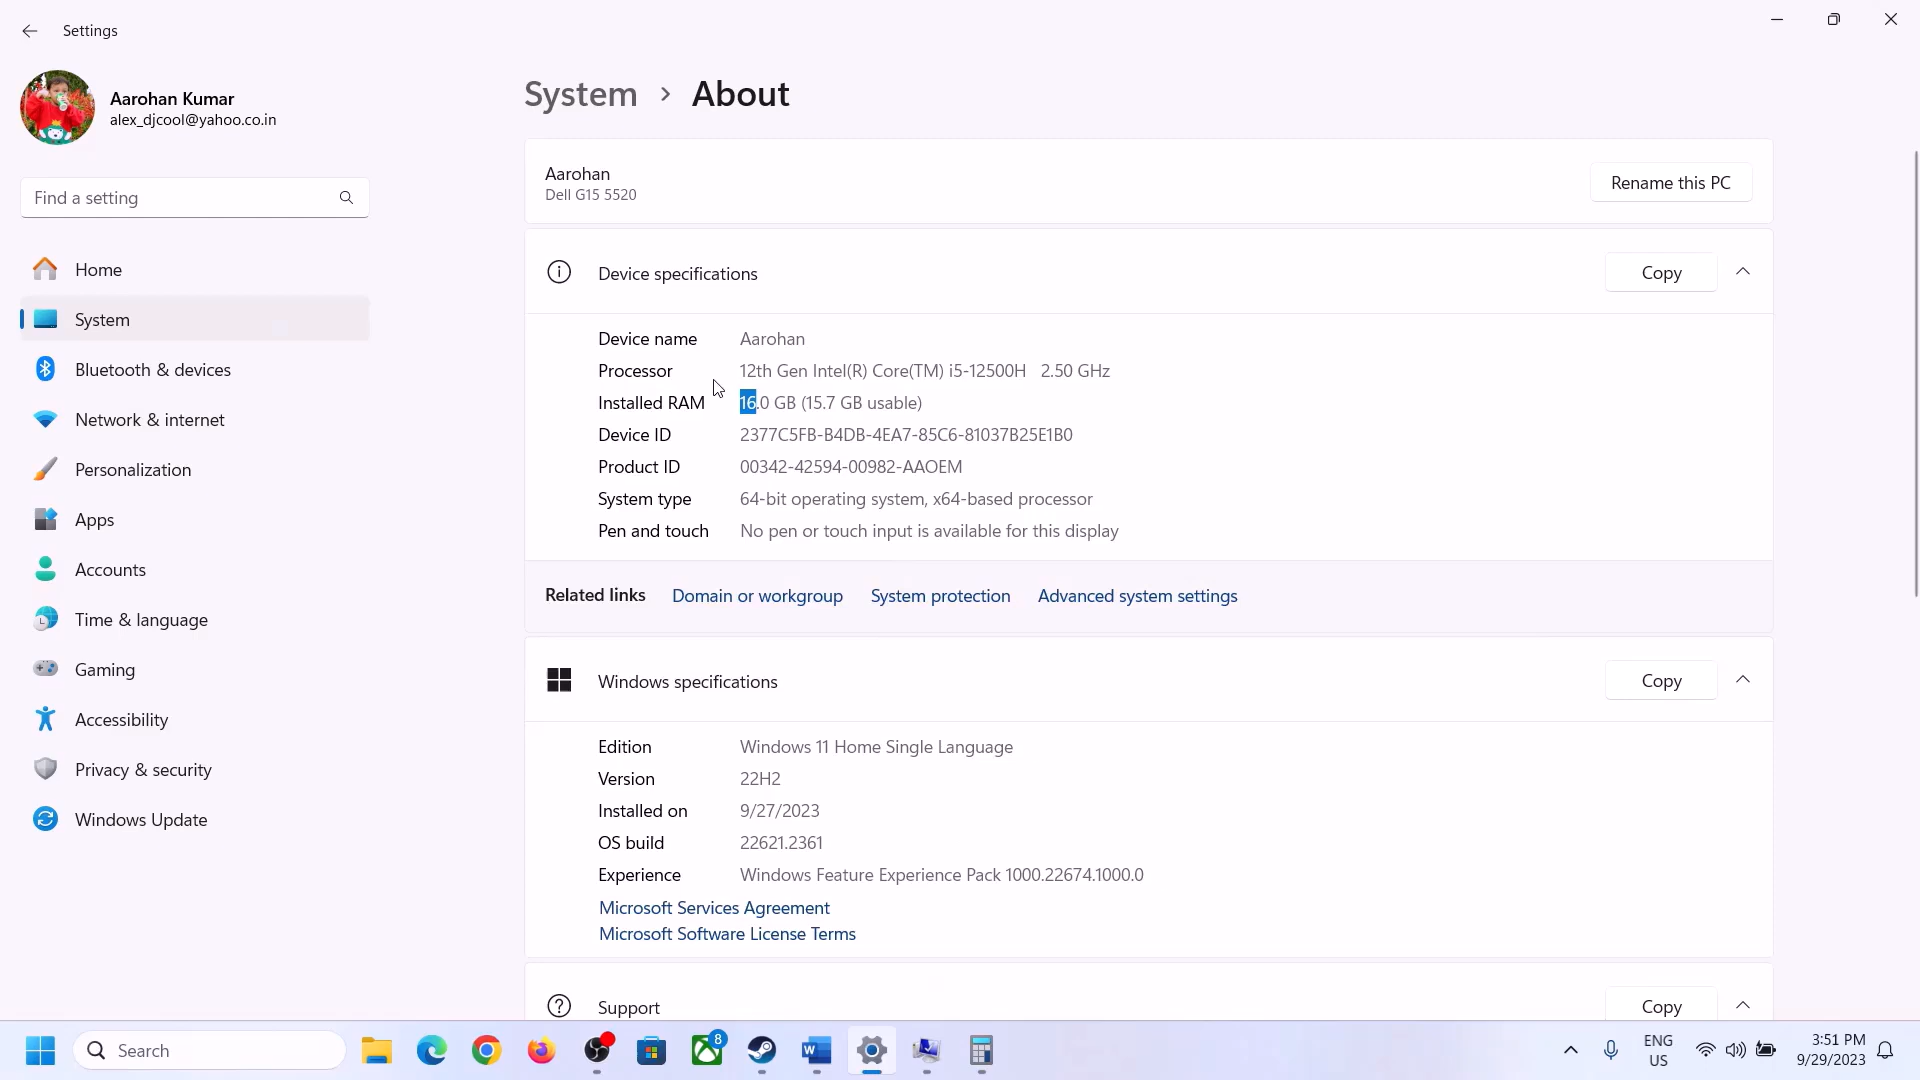 Settings
Aarohan Kumar
alex_djcool@yahoo.co.in
Find a setting
Home
System
Bluetooth & devices
Network & internet
Personalization
Apps
Accounts
Time & language
Gaming
Accessibility
Privacy & security
Windows Update
System > About
Aarohan
Dell G15 5520
Rename this PC
Device specifications
Copy
Device name Aarohan
Processor 12th Gen Intel(R) Core(TM) i5-12500H 2.50 GHz
Installed RAM 16.0 GB (15.7 GB usable)
Device ID 2377C5FB-B4DB-4EA7-85C6-81037B25E1B0
Product ID 00342-42594-00982-AAOEM
System type 64-bit operating system, x64-based processor
Pen and touch No pen or touch input is available for this display
Related links Domain or workgroup System protection Advanced system settings
Windows specifications
Copy
Edition Windows 11 Home Single Language
Version 22H2
Installed on 9/27/2023
OS build 22621.2361
Experience Windows Feature Experience Pack 1000.22674.1000.0
Microsoft Services Agreement
Microsoft Software License Terms
Support
Copy
Search
8
ENG
US
3:51 PM
9/29/2023